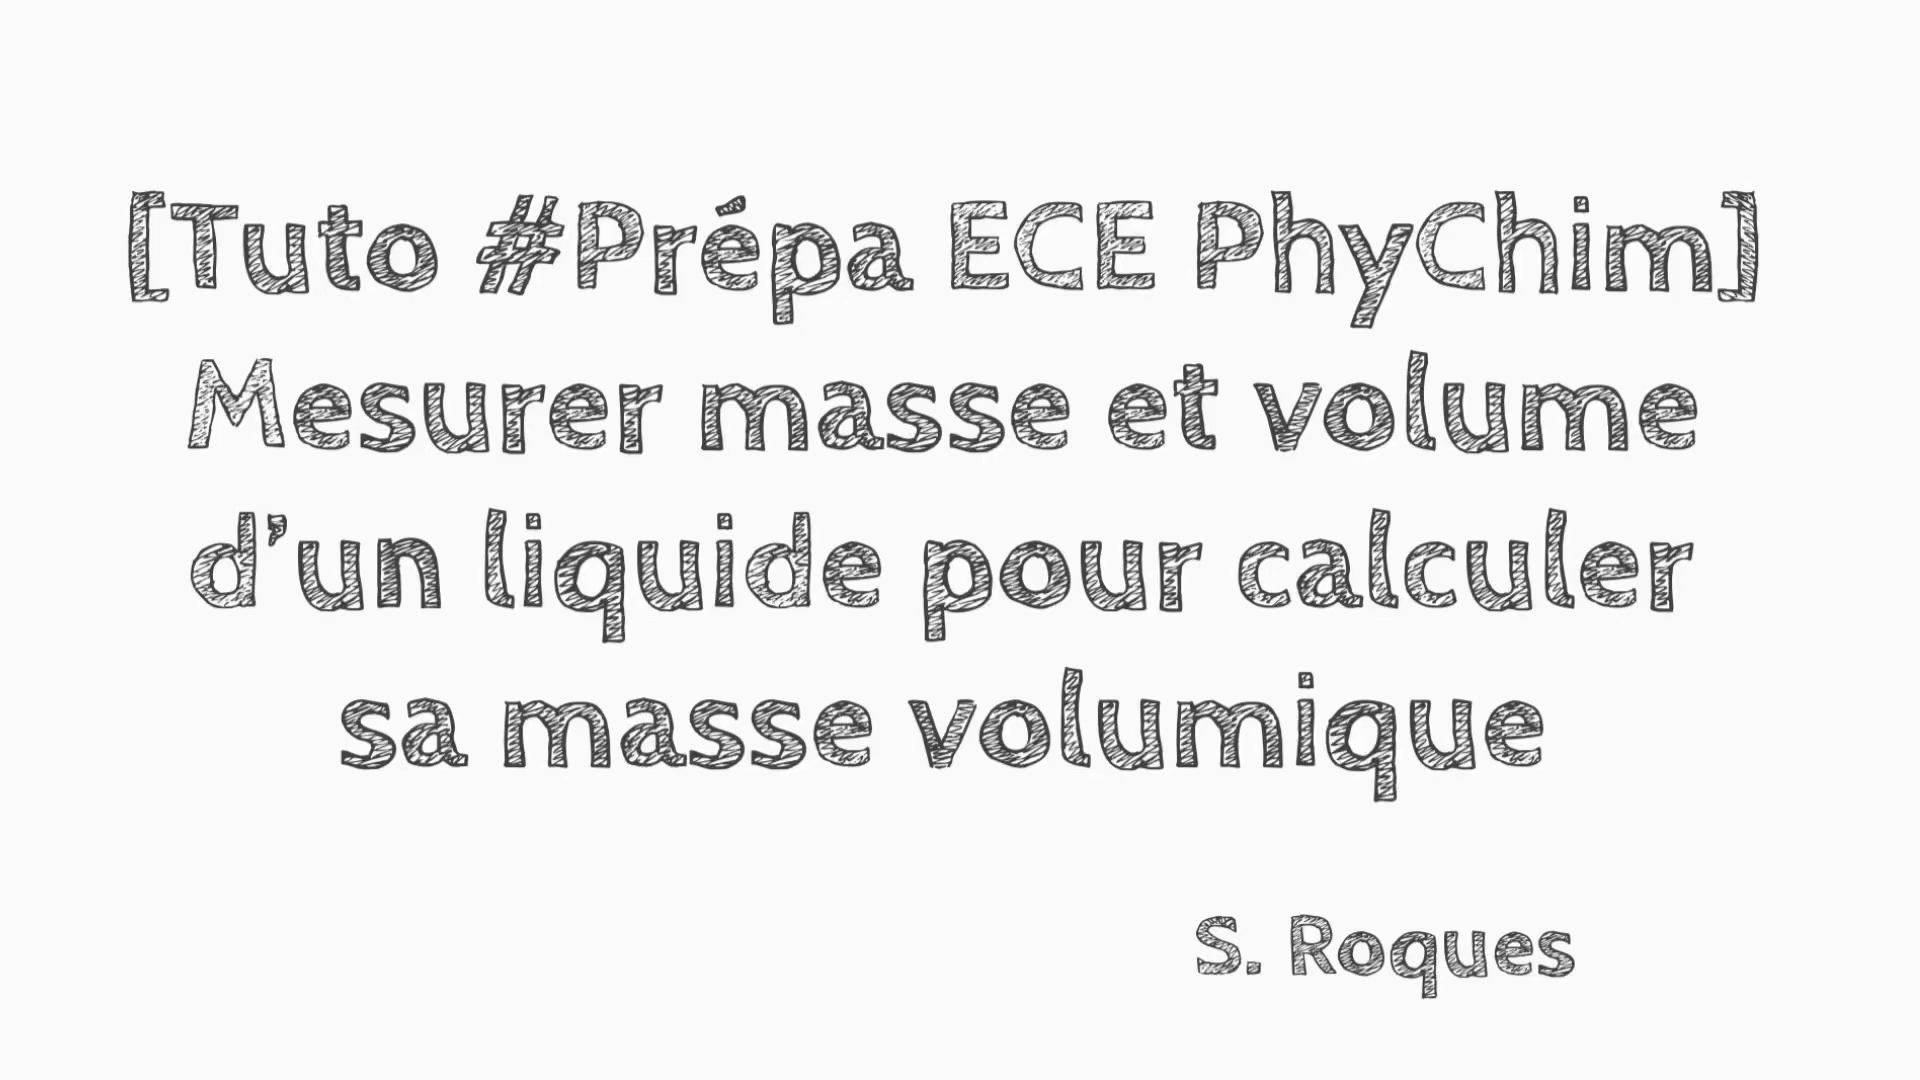 [Tuto #Prépa ECE PhyChim]
Mesurer masse et volume
d’un liquide pour calculer
sa masse volumique
S. Roques